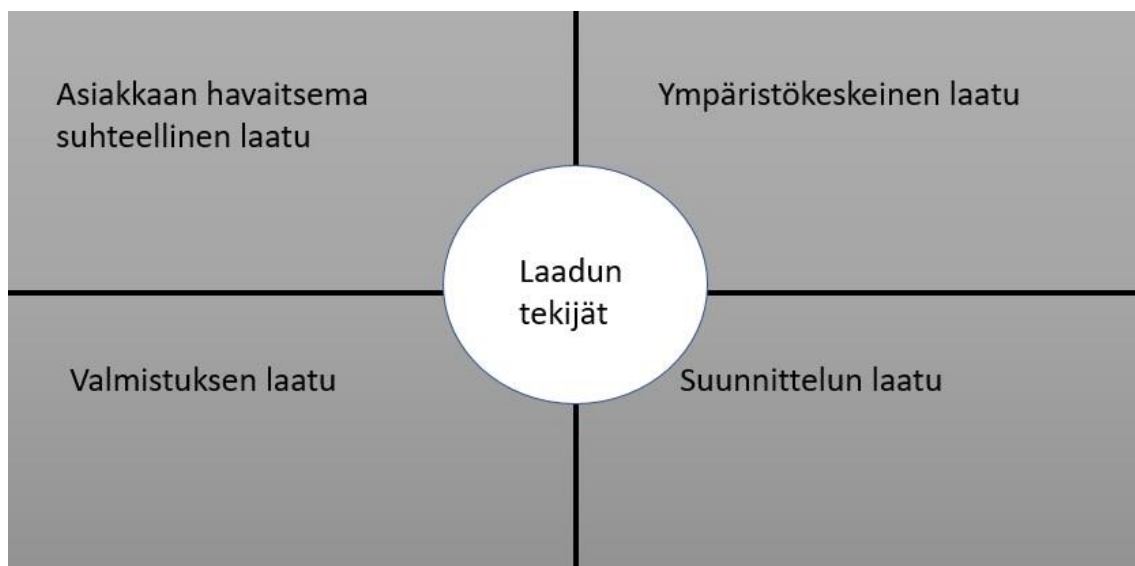 Asiakkaan havaitsema
suhteellinen laatu
Ympäristökeskeinen laatu
Laadun
tekijät
Valmistuksen laatu
Suunnittelun laatu